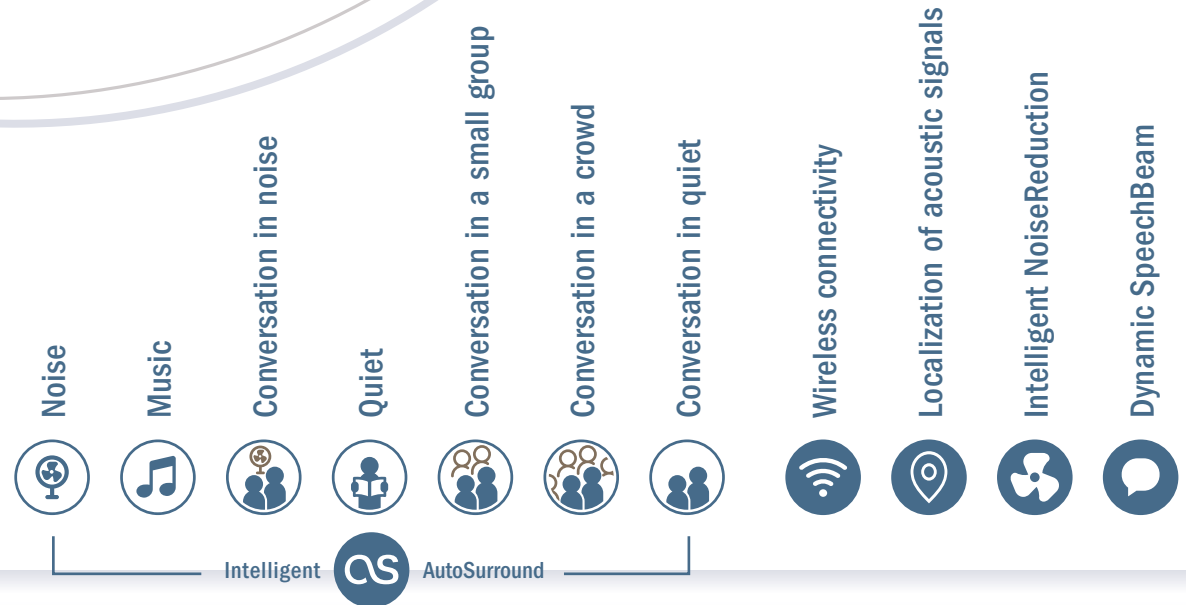 Noise
Music
Conversation in noise
Quiet
Conversation in a small group
Conversation in a crowd
Conversation in quiet
Wireless connectivity
Localization of acoustic signals
Intelligent NoiseReduction
Dynamic SpeechBeam
Intelligent as AutoSurround